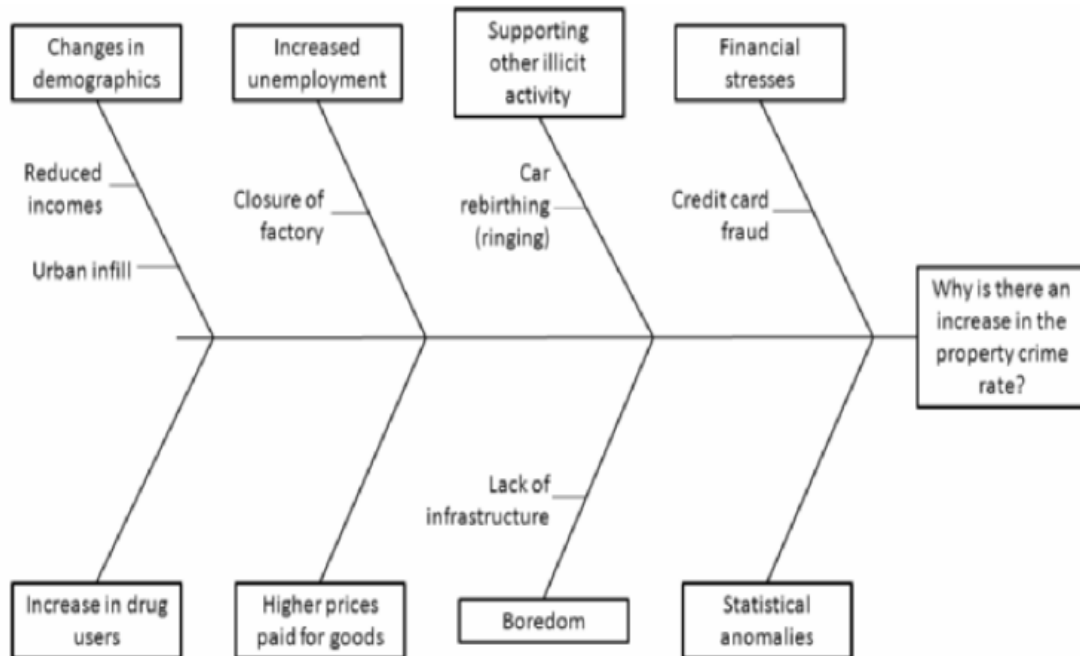 Changes in
demographics
Increased
unemployment
Supporting
other illicit
activity
Financial
stresses
Reduced
incomes
Urban infill
Closure of
factory
Car
rebirthing
(ringing)
Credit card
fraud
Why is there an
increase in the
property crime
rate?
Lack of
infrastructure
Increase in drug
users
Higher prices
paid for goods
Boredom
Statistical
anomalies